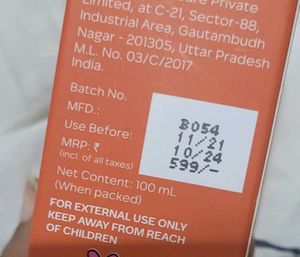 Private
Limited, at C-21, Sector-88,
Industrial Area, Gautambudh
Nagar - 201305, Uttar Pradesh
M.L. No. 03/C/2017
India.
Batch No. B054
MFD.: 11/21
Use Before: 10/24
MRP: ₹ 599/-
(incl. of all taxes)
Net Content: 100 mL
(When packed)
FOR EXTERNAL USE ONLY
KEEP AWAY FROM REACH
OF CHILDREN